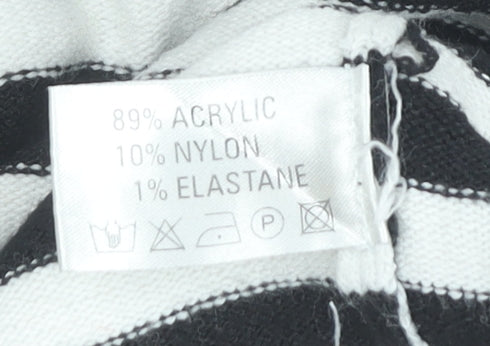 89% ACRYLIC
10% NYLON
1% ELASTANE
P